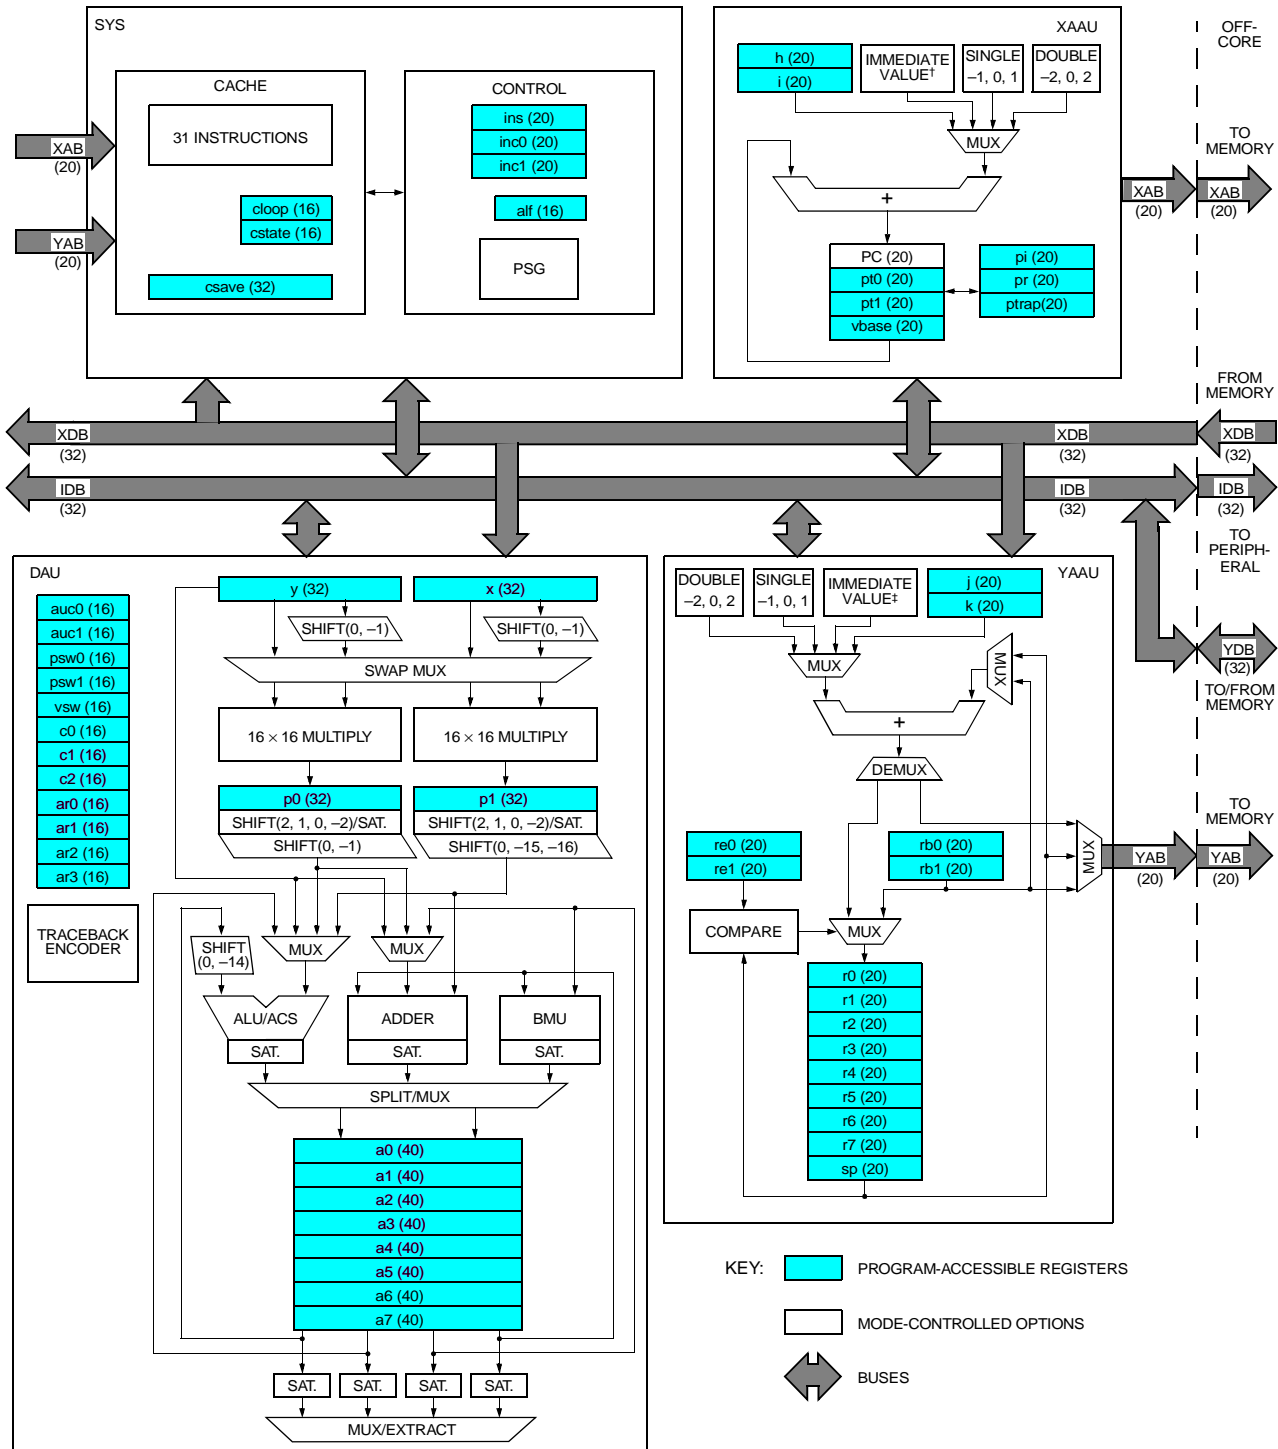 SYS
CACHE
31 INSTRUCTIONS
cloop (16)
cstate (16)
csave (32)
CONTROL
ins (20)
inc0 (20)
inc1 (20)
alf (16)
PSG
XAB
(20)
YAB
(20)
XAAU
h (20)
i (20)
IMMEDIATE
VALUE†
SINGLE
–1, 0, 1
DOUBLE
–2, 0, 2
MUX
+
PC (20)
pt0 (20)
pt1 (20)
vbase (20)
pi (20)
pr (20)
ptrap(20)
OFF-
CORE
TO
MEMORY
XAB
(20)
XAB
(20)
FROM
MEMORY
XDB
(32)
XDB
(32)
XDB
(32)
IDB
(32)
IDB
(32)
IDB
(32)
TO
PERIPH-
ERAL
YDB
(32)
TO/FROM
MEMORY
TO
MEMORY
YAB
(20)
YAB
(20)
DAU
auc0 (16)
auc1 (16)
psw0 (16)
psw1 (16)
vsw (16)
c0 (16)
c1 (16)
c2 (16)
ar0 (16)
ar1 (16)
ar2 (16)
ar3 (16)
TRACEBACK
ENCODER
y (32)
x (32)
SHIFT(0, –1)
SHIFT(0, –1)
SWAP MUX
16 × 16 MULTIPLY
16 × 16 MULTIPLY
p0 (32)
p1 (32)
SHIFT(2, 1, 0, –2)/SAT.
SHIFT(2, 1, 0, –2)/SAT.
SHIFT(0, –1)
SHIFT(0, –15, –16)
SHIFT
(0, –14)
MUX
MUX
ALU/ACS
ADDER
BMU
SAT.
SAT.
SAT.
SPLIT/MUX
a0 (40)
a1 (40)
a2 (40)
a3 (40)
a4 (40)
a5 (40)
a6 (40)
a7 (40)
SAT.
SAT.
SAT.
SAT.
MUX/EXTRACT
YAAU
DOUBLE
–2, 0, 2
SINGLE
–1, 0, 1
IMMEDIATE
VALUE‡
j (20)
k (20)
MUX
MUX
+
DEMUX
re0 (20)
re1 (20)
rb0 (20)
rb1 (20)
MUX
COMPARE
MUX
r0 (20)
r1 (20)
r2 (20)
r3 (20)
r4 (20)
r5 (20)
r6 (20)
r7 (20)
sp (20)
KEY:
PROGRAM-ACCESSIBLE REGISTERS
MODE-CONTROLLED OPTIONS
BUSES